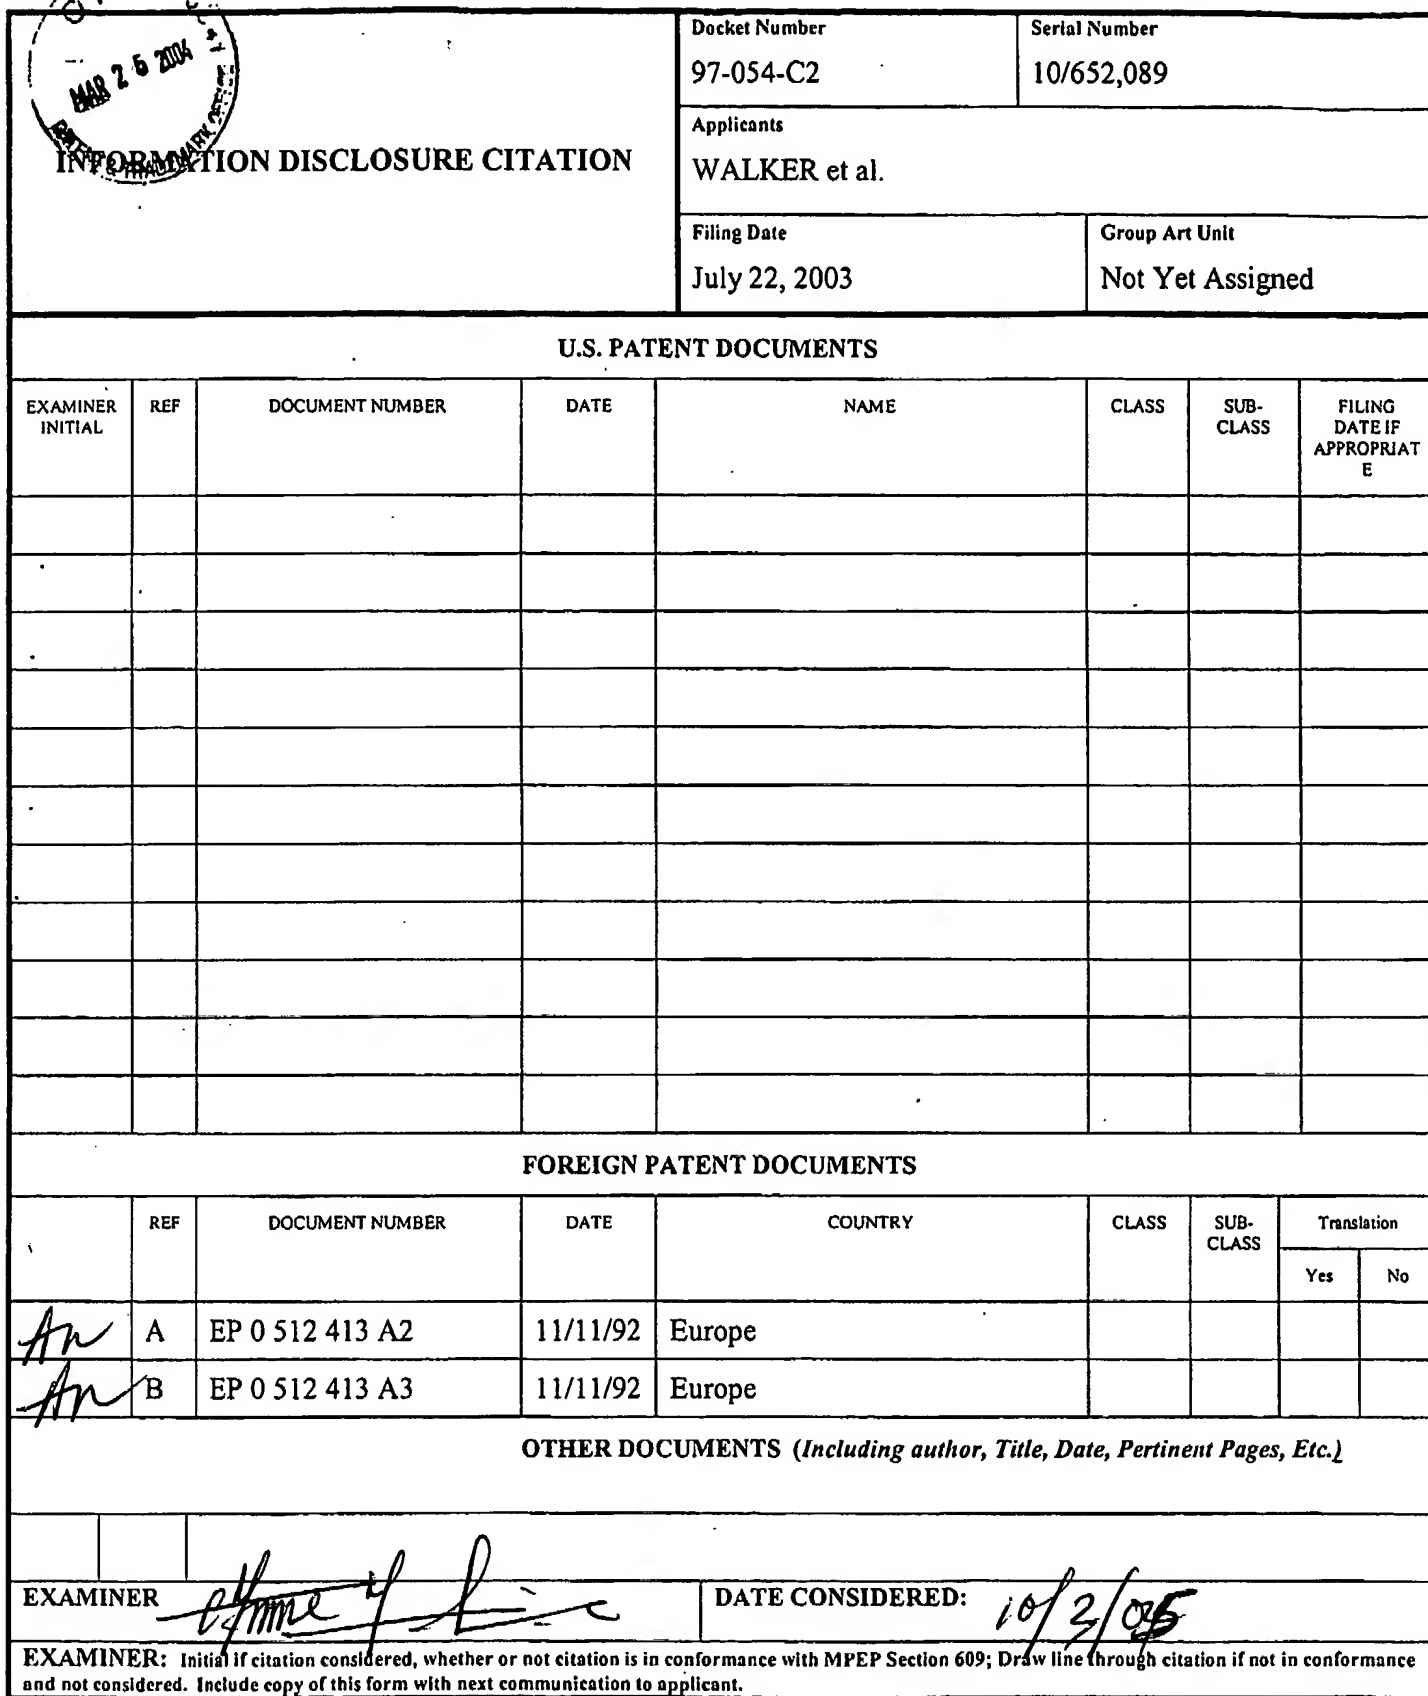 MAR 26 2004
INFORMATION DISCLOSURE CITATION
Docket Number
97-054-C2
Serial Number
10/652,089
Applicants
WALKER et al.
Filing Date
July 22, 2003
Group Art Unit
Not Yet Assigned
U.S. PATENT DOCUMENTS
EXAMINER INITIAL
REF
DOCUMENT NUMBER
DATE
NAME
CLASS
SUB-
CLASS
FILING
DATE IF
APPROPRIAT
E
FOREIGN PATENT DOCUMENTS
REF
DOCUMENT NUMBER
DATE
COUNTRY
CLASS
SUB-
CLASS
Translation
Yes No
A EP 0 512 413 A2 11/11/92 Europe
B EP 0 512 413 A3 11/11/92 Europe
OTHER DOCUMENTS (Including author, Title, Date, Pertinent Pages, Etc.)
EXAMINER
DATE CONSIDERED: 10/2/05
EXAMINER: Initial if citation considered, whether or not citation is in conformance with MPEP Section 609; Draw line through citation if not in conformance
and not considered. Include copy of this form with next communication to applicant.